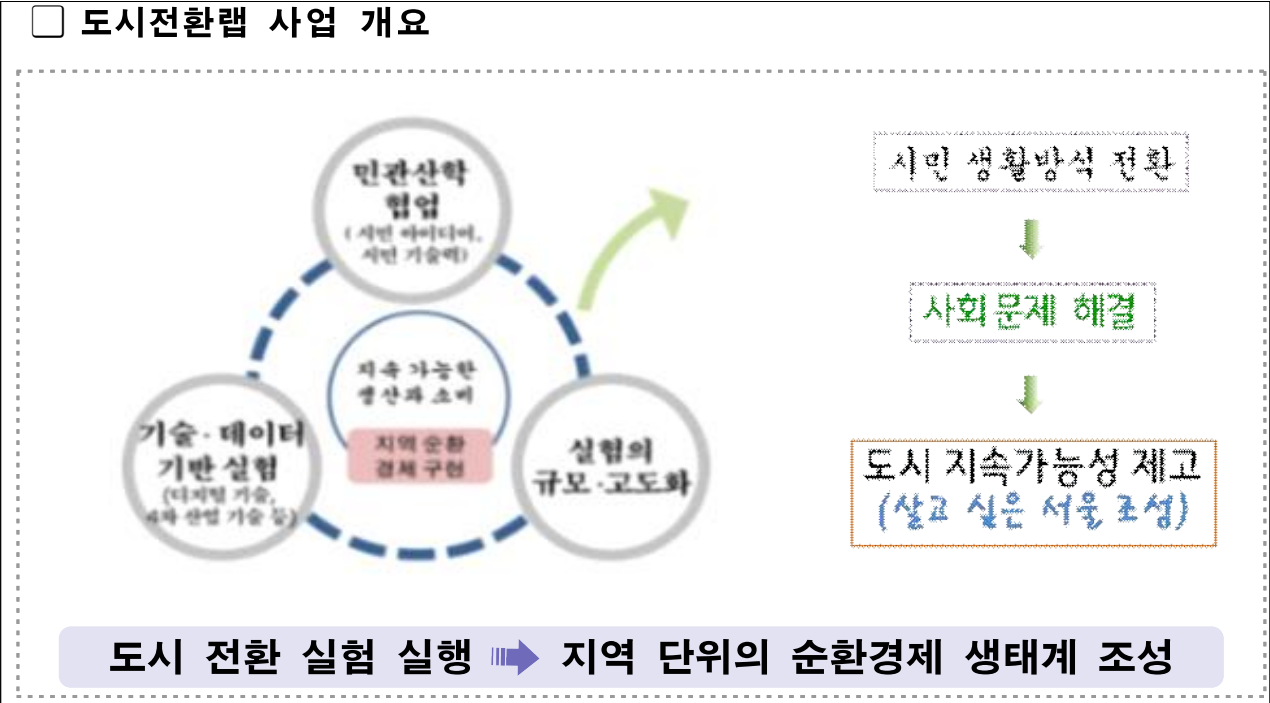 □ 도시전환랩 사업 개요
민관산학
협업
( 시민 아이디어,
시민 기술력)
지속 가능한
생산과 소비
지역 순환
경제 구현
기술 · 데이터
기반 실험
(디지털 기술,
4차 산업 기술 등)
실험의
규모 · 고도화
시민 생활방식 전환
사회 문제 해결
도시 지속가능성 제고
(살고 싶은 서울 조성)
도시 전환 실험 실행 지역 단위의 순환경제 생태계 조성